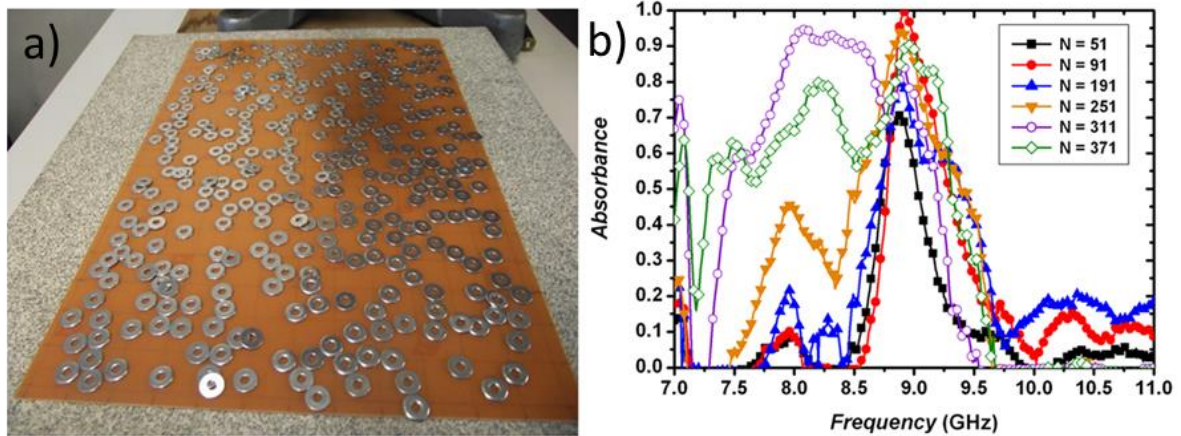 a)
b)
Absorbance
1.0
0.9
0.8
0.7
0.6
0.5
0.4
0.3
0.2
0.1
0.0
N = 51
N = 91
N = 191
N = 251
N = 311
N = 371
7.0 7.5 8.0 8.5 9.0 9.5 10.0 10.5 11.0
Frequency (GHz)